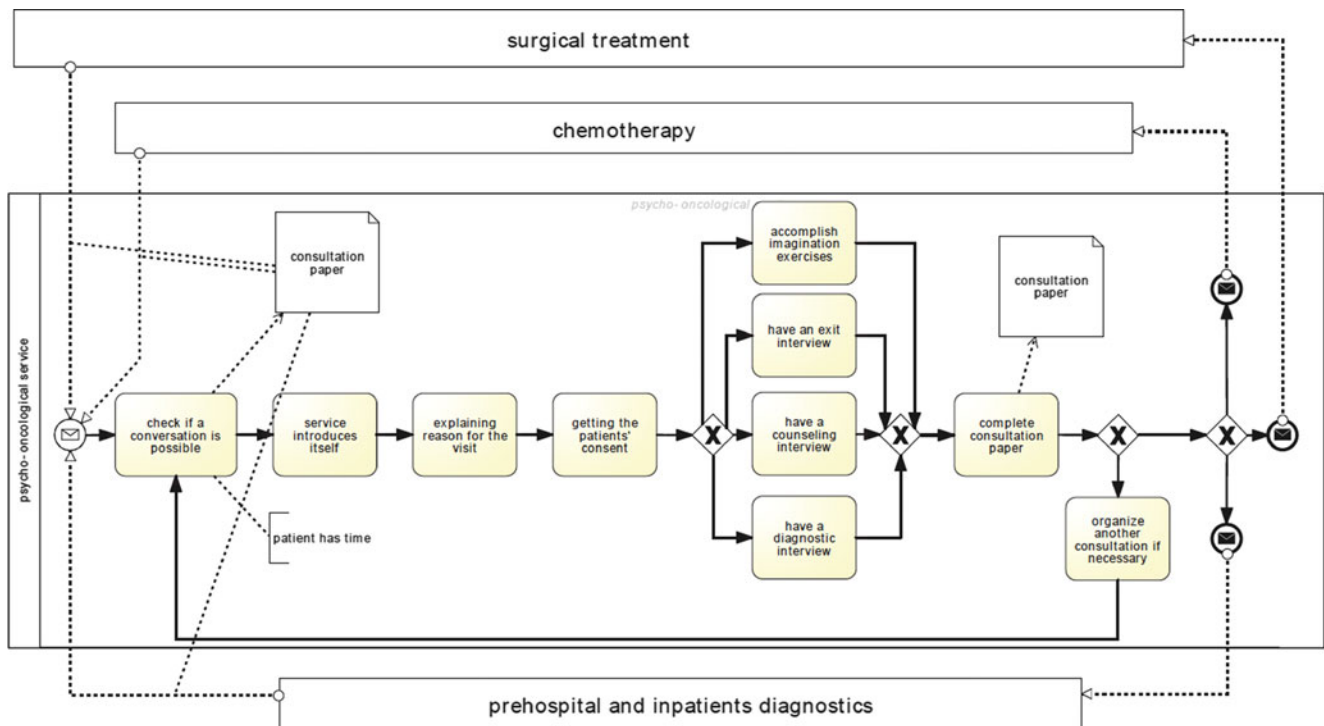 surgical treatment
chemotherapy
psycho-oncological
psycho-oncological service
consultation
paper
accomplish
imagination
exercises
consultation
paper
have an exit
interview
check if a
conversation is
possible
service
introduces
itself
explaining
reason for the
visit
getting the
patients'
consent
have a
counseling
interview
complete
consultation
paper
patient has time
have a
diagnostic
interview
organize
another
consultation if
necessary
prehospital and inpatients diagnostics